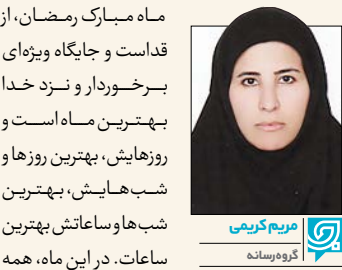 ماه مبارک رمضان، از
قداست و جایگاه ویژه‌ای
برخوردار و نزد خدا
بهترین ماه است و
روزهایش، بهترین روزها و
شب‌هایش، بهترین
شب‌ها و ساعاتش بهترین
ساعات. در این ماه، همه
مریم کریمی
گروه رسانه